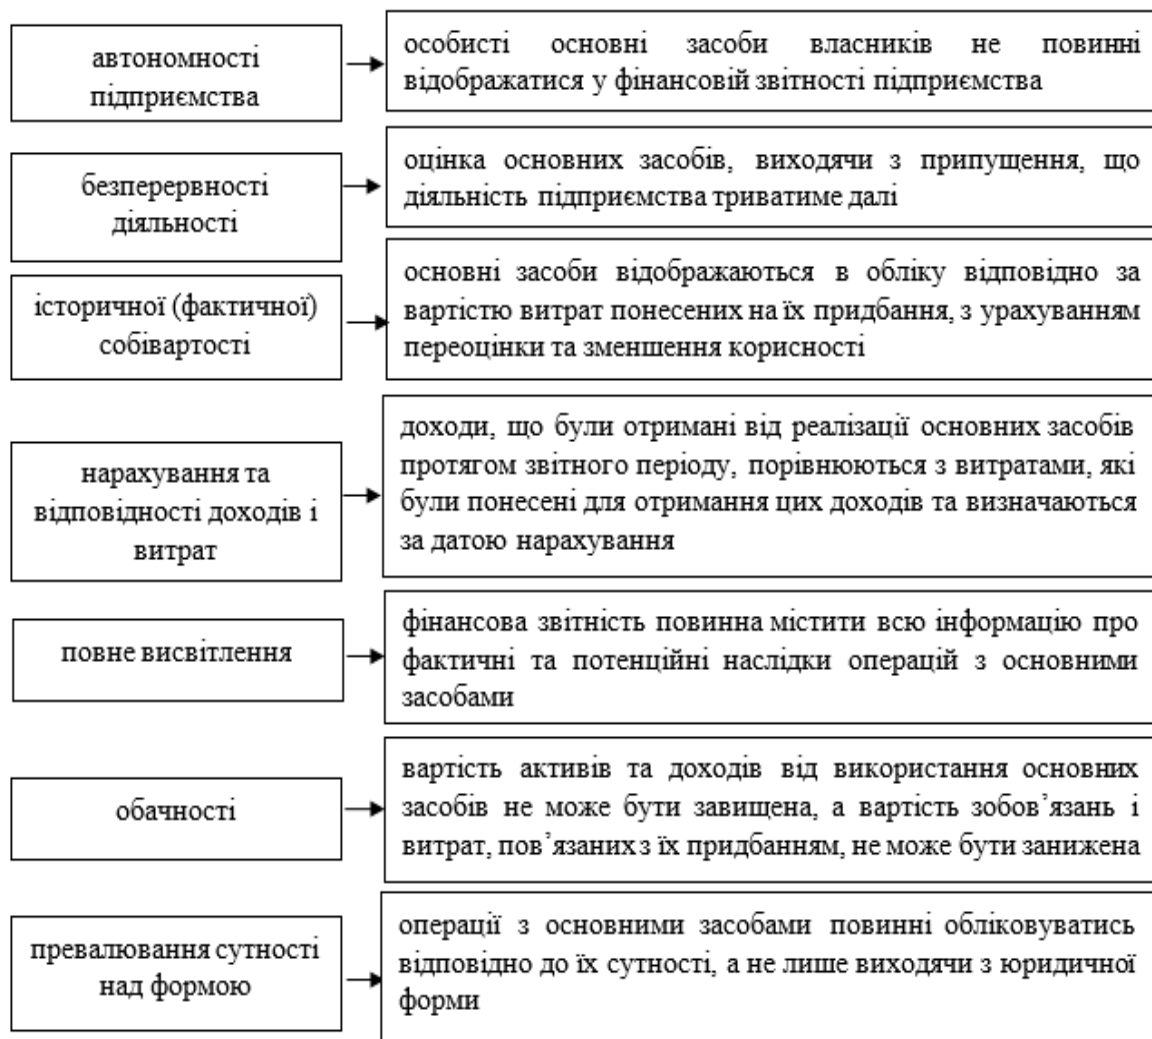 автономності
підприємства
особисті основні засоби власників не повинні
відображатися у фінансовій звітності підприємства
безперервності
діяльності
оцінка основних засобів, виходячи з припущення, що
діяльність підприємства триватиме далі
історичної (фактичної)
собівартості
основні засоби відображаються в обліку відповідно за
вартістю витрат понесених на їх придбання, з урахуванням
переоцінки та зменшення корисності
нарахування та
відповідності доходів і
витрат
доходи, що були отримані від реалізації основних засобів
протягом звітного періоду, порівнюються з витратами, які
були понесені для отримання цих доходів та визначаються
за датою нарахування
повне висвітлення
фінансова звітність повинна містити всю інформацію про
фактичні та потенційні наслідки операцій з основними
засобами
обачності
вартість активів та доходів від використання основних
засобів не може бути завищена, а вартість зобов’язань і
витрат, пов’язаних з їх придбанням, не може бути занижена
превалювання сутності
над формою
операції з основними засобами повинні обліковуватись
відповідно до їх сутності, а не лише виходячи з юридичної
форми